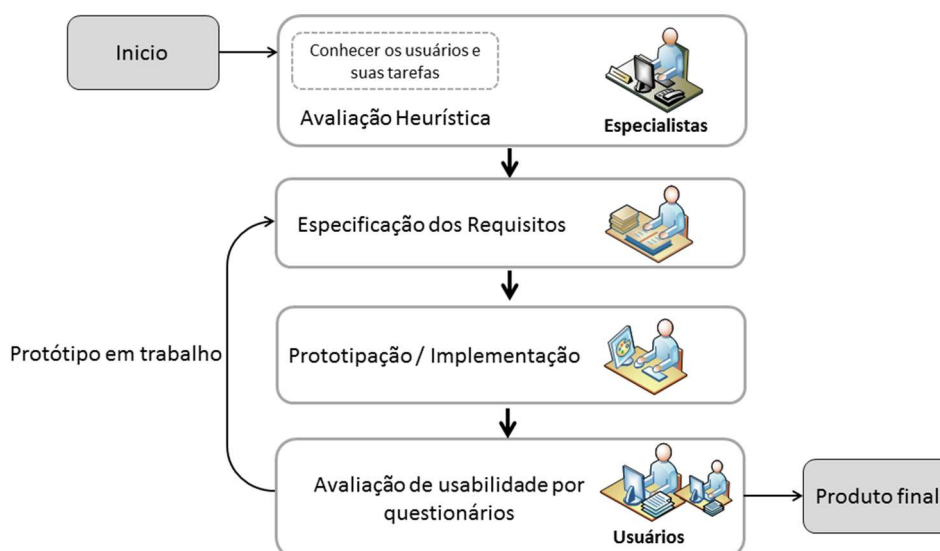 Inicio
Conhecer os usuários e
suas tarefas
Avaliação Heurística
Especialistas
Especificação dos Requisitos
Protótipo em trabalho
Prototipação / Implementação
Avaliação de usabilidade por
questionários
Usuários
Produto final